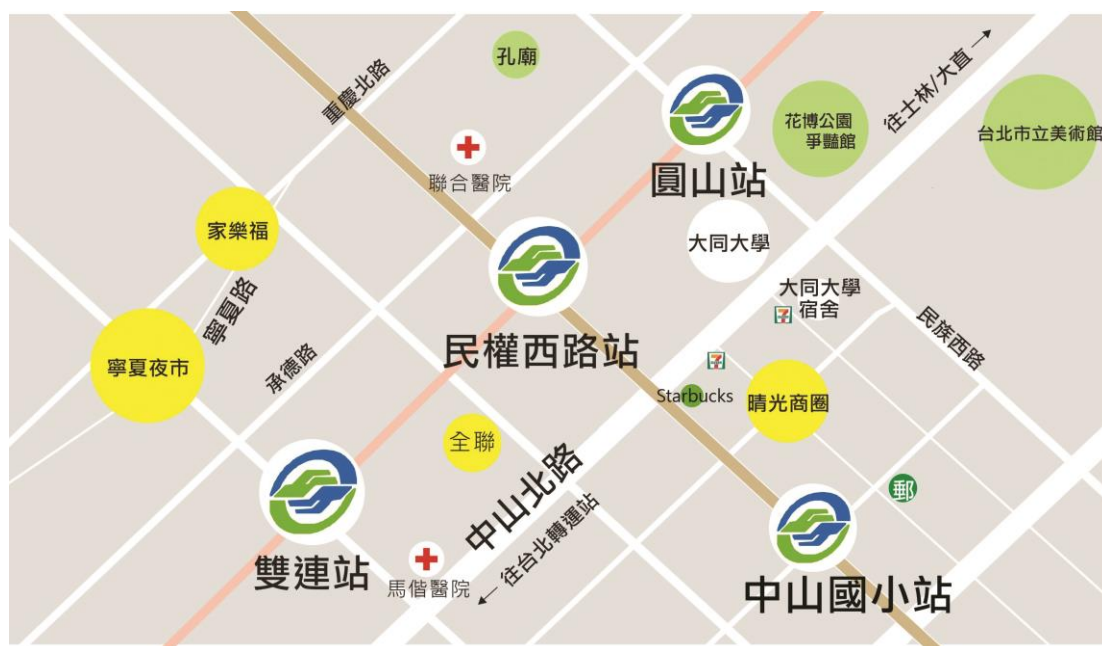 孔廟
重慶北路
花博公園
爭豔館
往士林/大直
台北市立美術館
聯合醫院
圓山站
家樂福
大同大學
大同大學
宿舍
寧夏路
民族西路
民權西路站
7
7
承德路
寧夏夜市
Starbucks
晴光商圈
全聯
中山北路
郵
往台北轉運站
雙連站
馬偕醫院
中山國小站